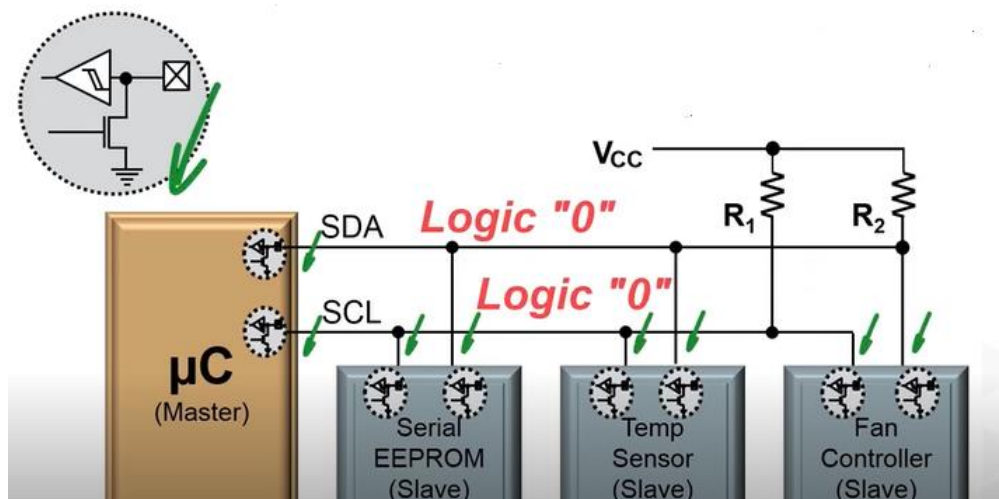 VCC
R1
R2
SDA
Logic "0"
SCL
Logic "0"
µC
(Master)
Serial
EEPROM
(Slave)
Temp
Sensor
(Slave)
Fan
Controller
(Slave)